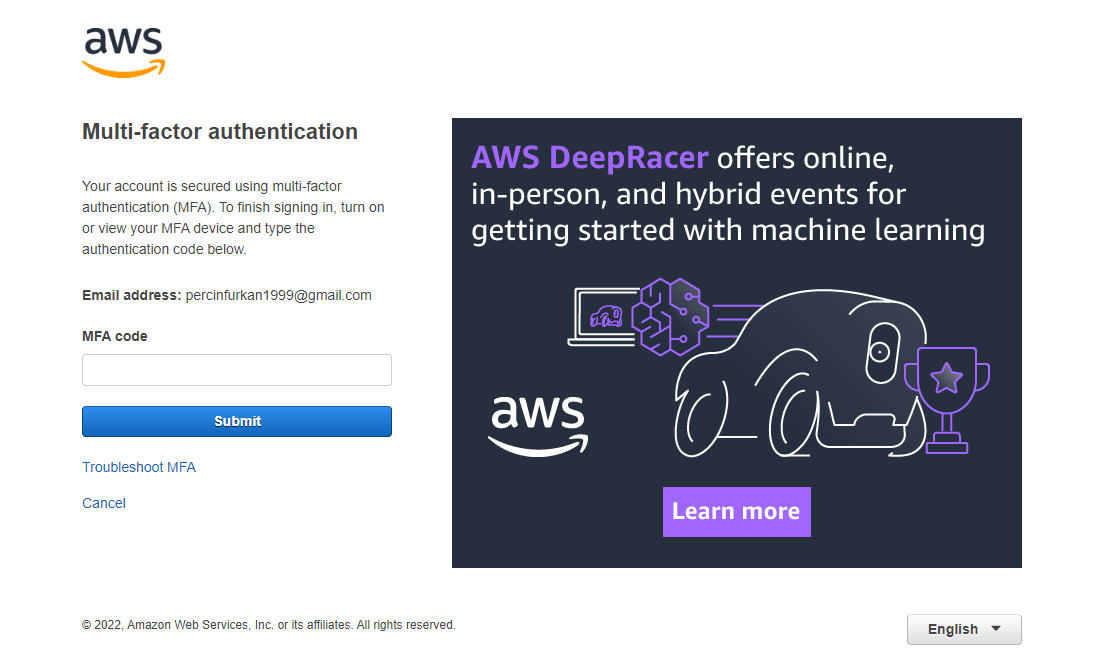 aws
Multi-factor authentication
Your account is secured using multi-factor
authentication (MFA). To finish signing in, turn on
or view your MFA device and type the
authentication code below.
Email address: percinfurkan1999@gmail.com
MFA code
Submit
Troubleshoot MFA
Cancel
AWS DeepRacer offers online,
in-person, and hybrid events for
getting started with machine learning
aws
Learn more
© 2022, Amazon Web Services, Inc. or its affiliates. All rights reserved.
English